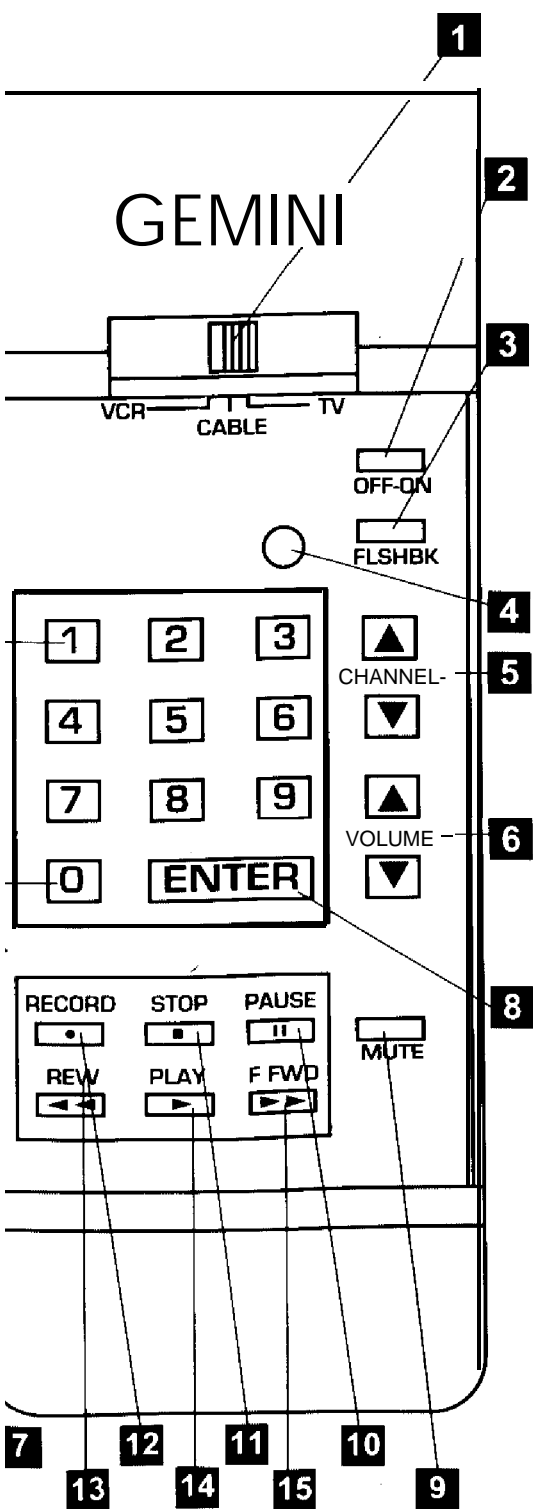 1
GEMINI
2
3
VCR CABLE TV
OFF-ON
FLSHBK
4
1 2 3
CHANNEL-
5
4 5 6
7 8 9
VOLUME
6
0 ENTER
8
RECORD STOP PAUSE
MUTE
REW PLAY F FWD
7 12 11 10
13 14 15 9